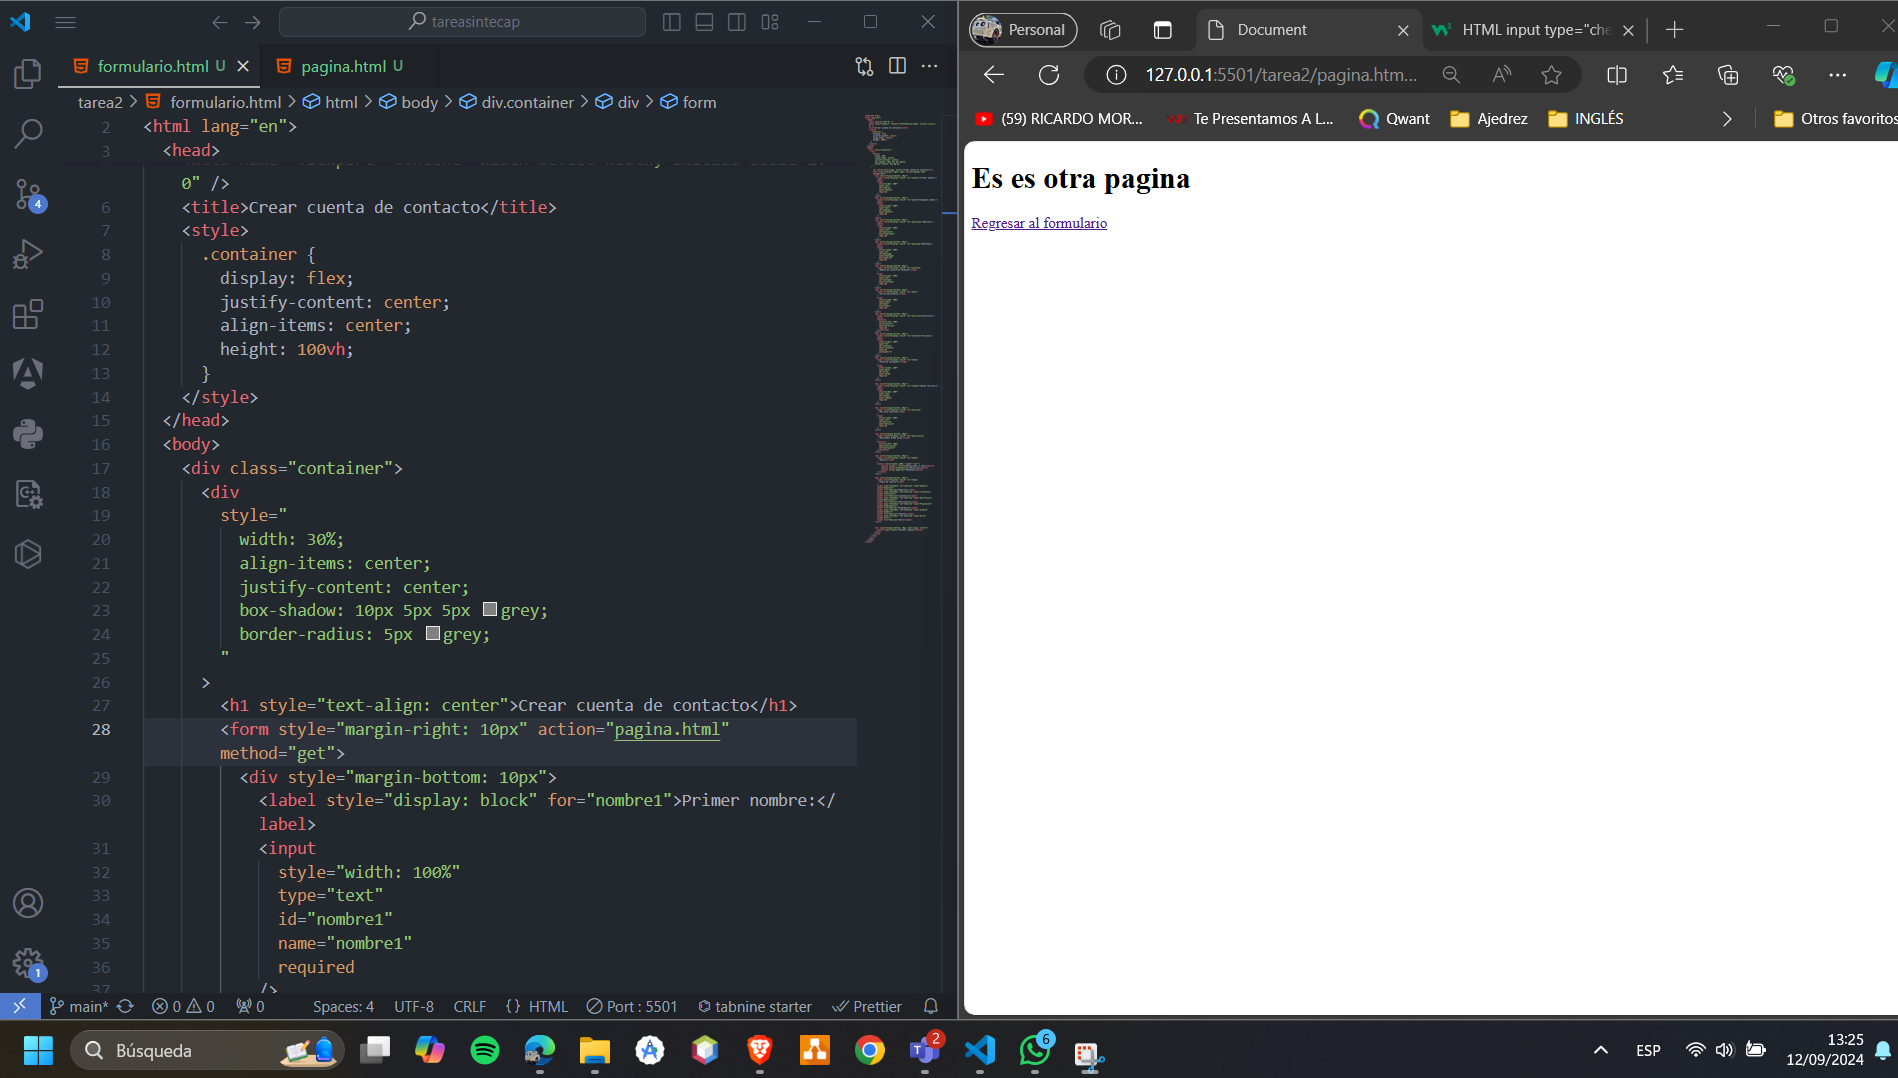 tareasintecap
formulario.html U
pagina.html U
tarea2 > formulario.html > html > body > div.container > div > form
2 <html lang="en">
3 <head>
0" />
6 <title>Crear cuenta de contacto</title>
7 <style>
8 .container {
9 display: flex;
10 justify-content: center;
11 align-items: center;
12 height: 100vh;
13 }
14 </style>
15 </head>
16 <body>
17 <div class="container">
18 <div
19 style="
20 width: 30%;
21 align-items: center;
22 justify-content: center;
23 box-shadow: 10px 5px 5px grey;
24 border-radius: 5px grey;
25 "
26 >
27 <h1 style="text-align: center">Crear cuenta de contacto</h1>
28 <form style="margin-right: 10px" action="pagina.html"
method="get">
29 <div style="margin-bottom: 10px">
30 <label style="display: block" for="nombre1">Primer nombre:</
label>
31 <input
32 style="width: 100%"
33 type="text"
34 id="nombre1"
35 name="nombre1"
36 required
37 />
4
1
main* 0 0 0 Spaces: 4 UTF-8 CRLF {} HTML Port : 5501 tabnine starter Prettier
Personal
Document
HTML input type="che
127.0.0.1:5501/tarea2/pagina.htm...
(59) RICARDO MOR...
Te Presentamos A L...
Qwant
Ajedrez
INGLÉS
Otros favoritos
Es es otra pagina
Regresar al formulario
Búsqueda
2
6
ESP
13:25
12/09/2024